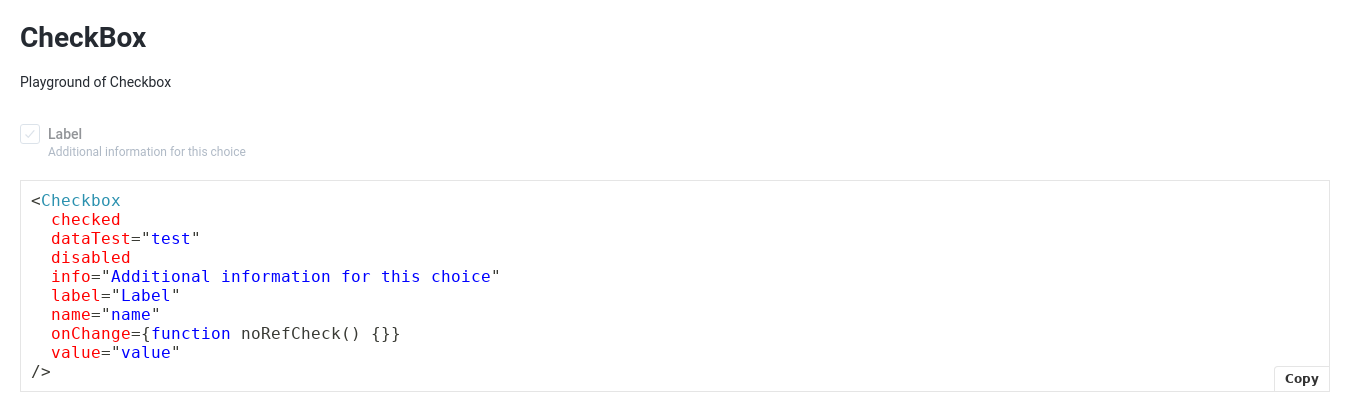 CheckBox
Playground of Checkbox
Label
Additional information for this choice
<Checkbox
  checked
  dataTest="test"
  disabled
  info="Additional information for this choice"
  label="Label"
  name="name"
  onChange={function noRefCheck() {}}
  value="value"
/>
Copy